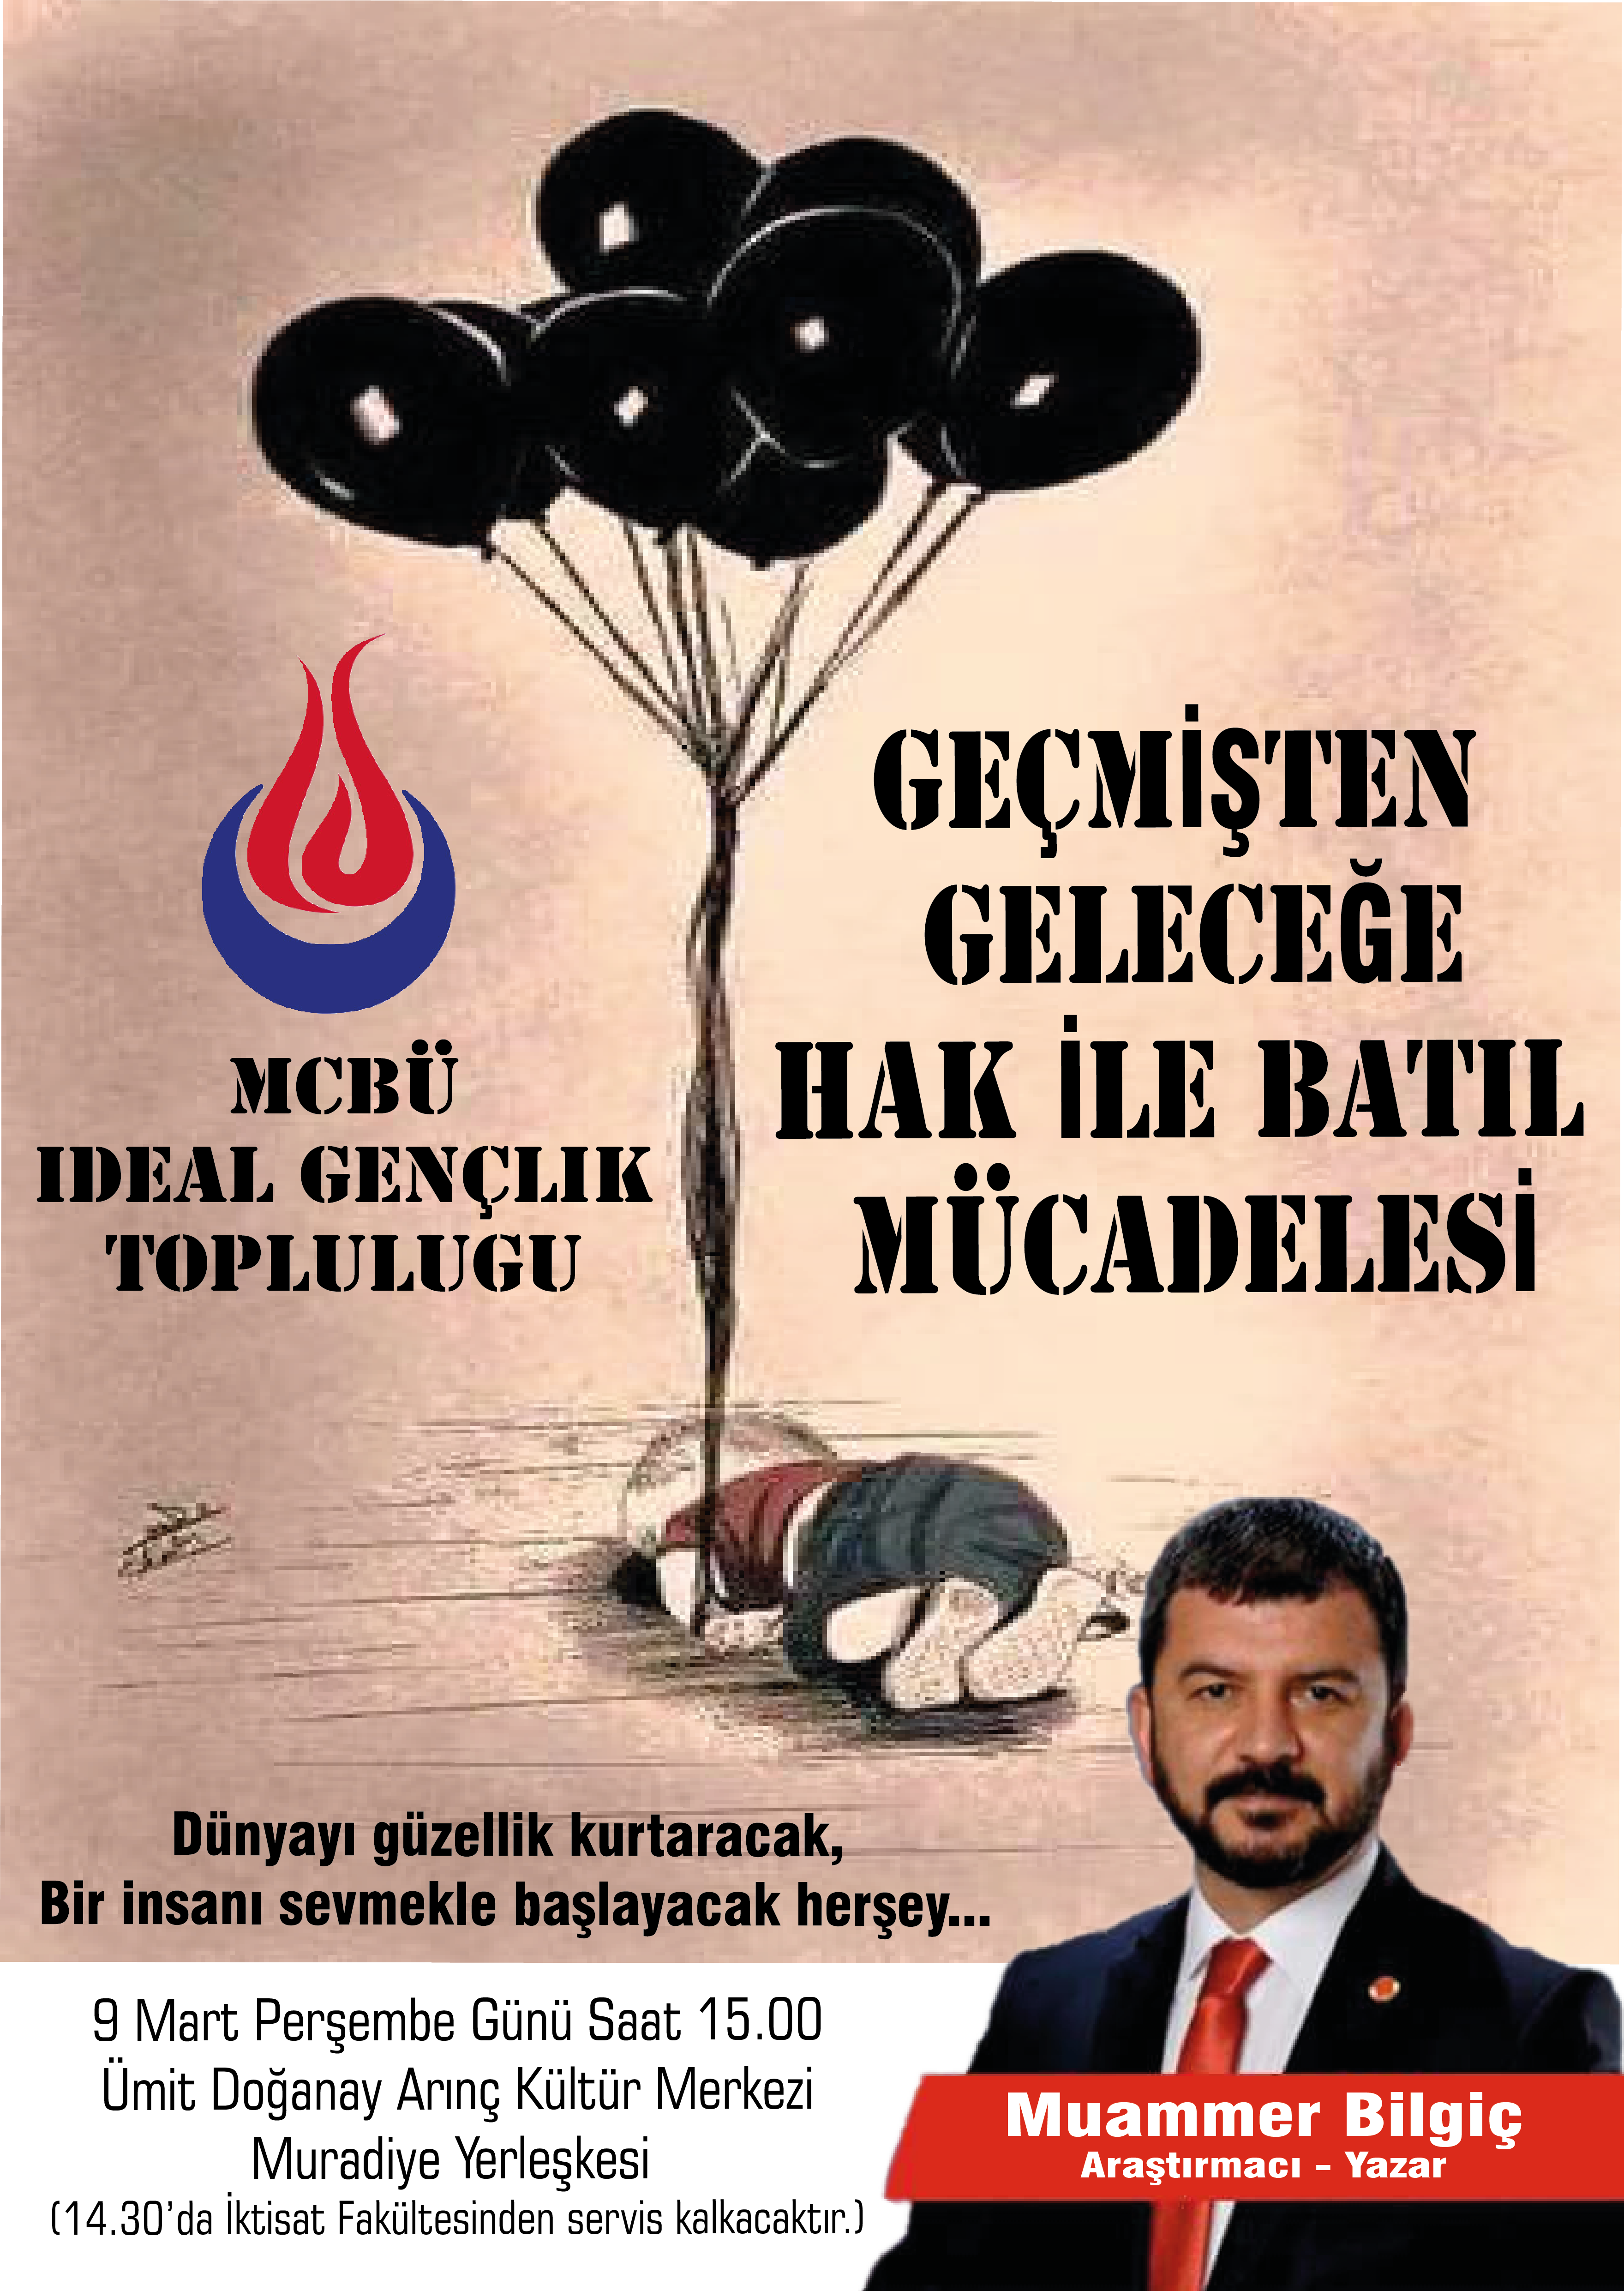 MCBÜ
IDEAL GENÇLIK
TOPLULUGU
GEÇMİŞTEN
GELECEĞE
HAK İLE BATIL
MÜCADELESİ
Dünyayı güzellik kurtaracak,
Bir insanı sevmekle başlayacak herşey...
9 Mart Perşembe Günü Saat 15.00
Ümit Doğanay Arınç Kültür Merkezi
Muradiye Yerleşkesi
(14.30'da İktisat Fakültesinden servis kalkacaktır.)
Muammer Bilgiç
Araştırmacı - Yazar